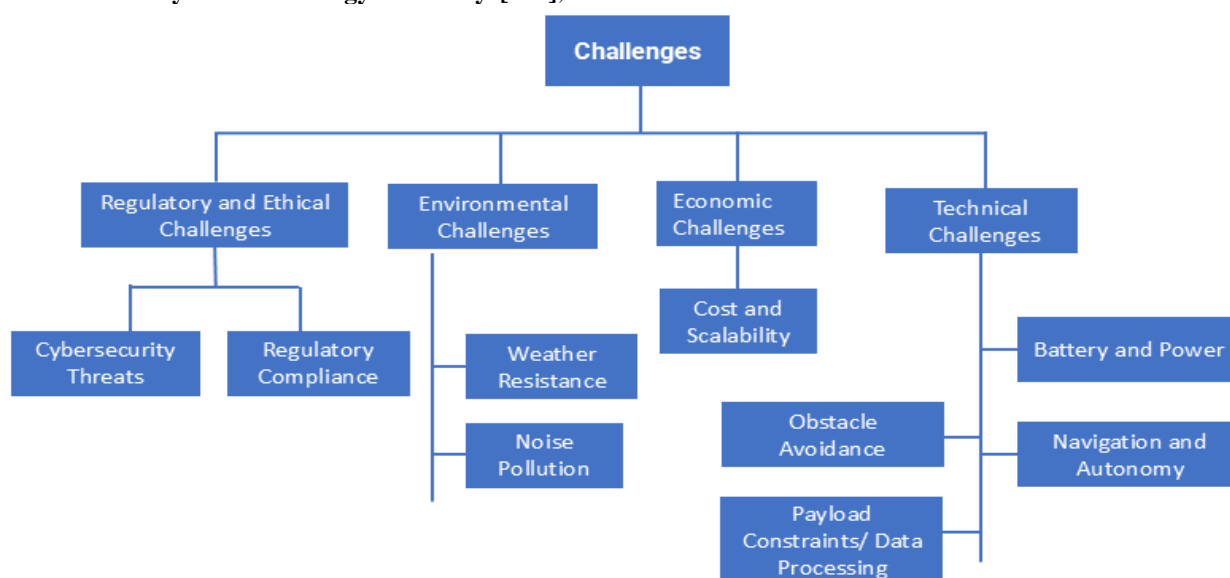 Challenges
Regulatory and Ethical
Challenges
Environmental
Challenges
Economic
Challenges
Technical
Challenges
Cybersecurity
Threats
Regulatory
Compliance
Weather
Resistance
Noise
Pollution
Cost and
Scalability
Battery and Power
Obstacle
Avoidance
Navigation and
Autonomy
Payload
Constraints/ Data
Processing